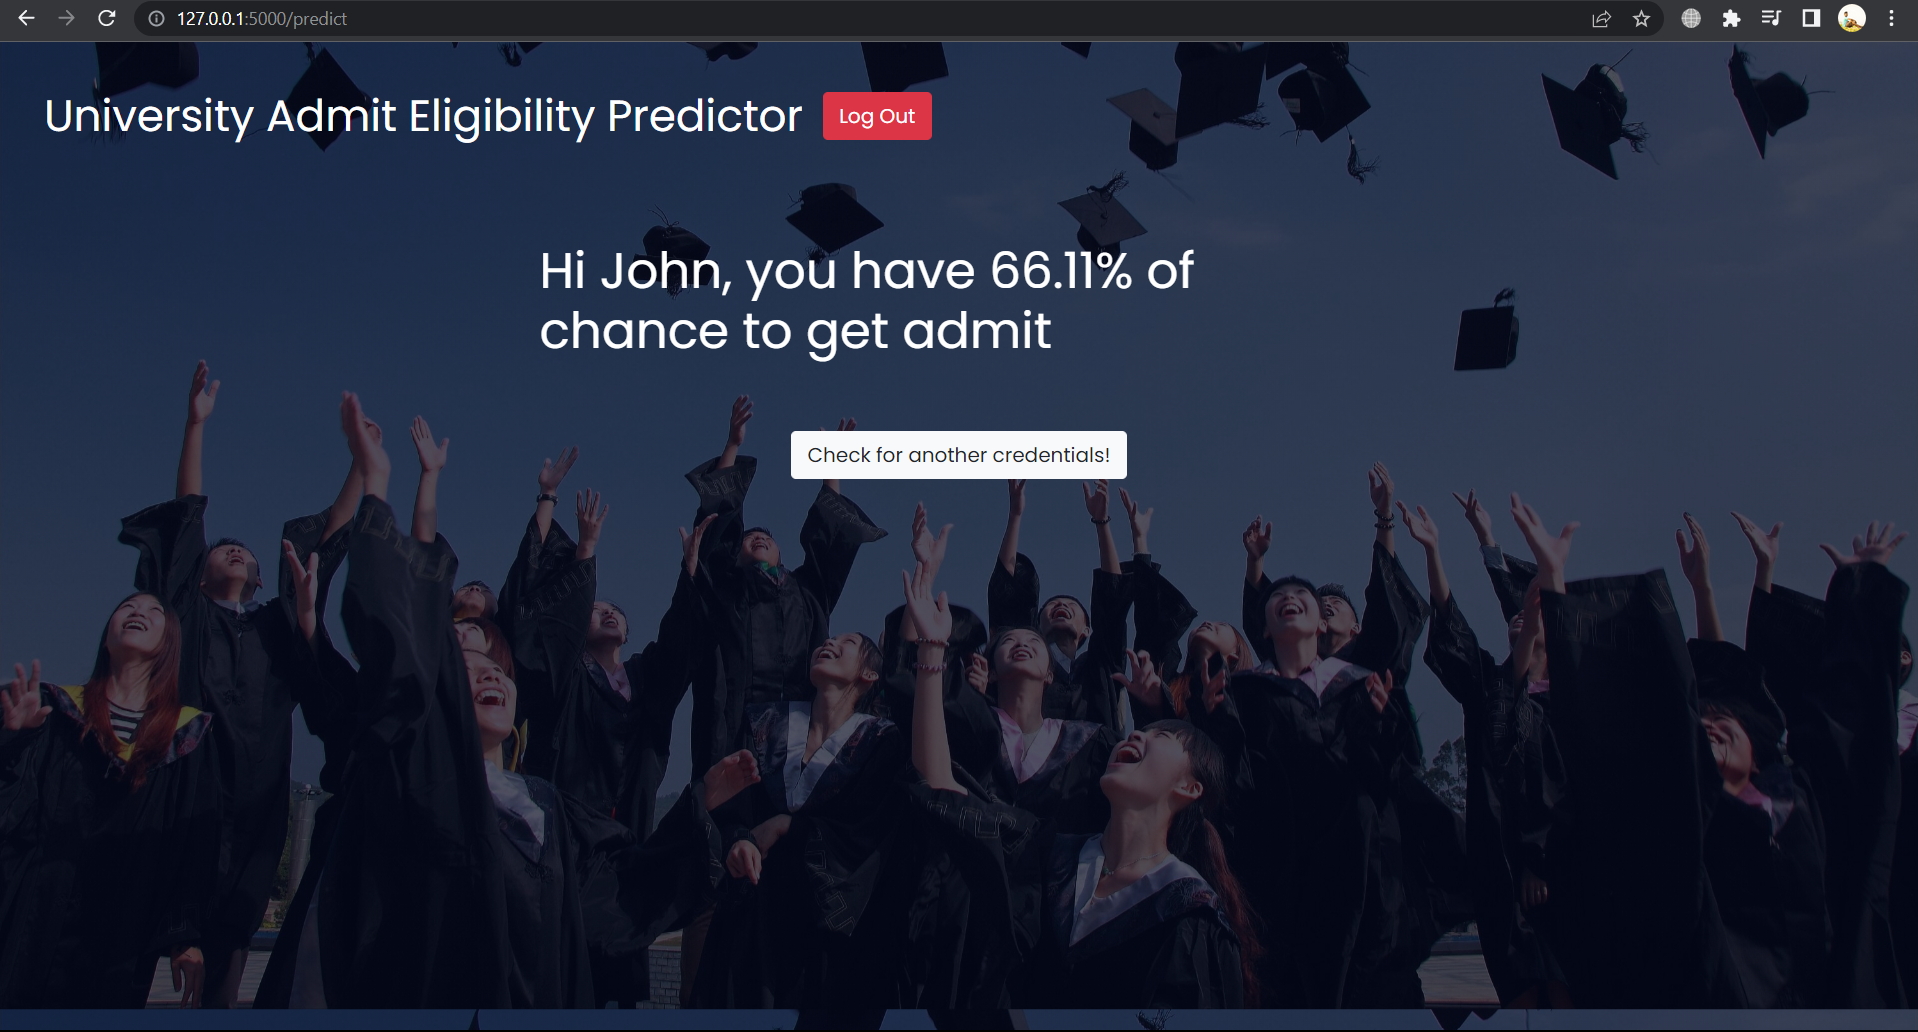 127.0.0.1:5000/predict
University Admit Eligibility Predictor Log Out
Hi John, you have 66.11% of
chance to get admit
Check for another credentials!